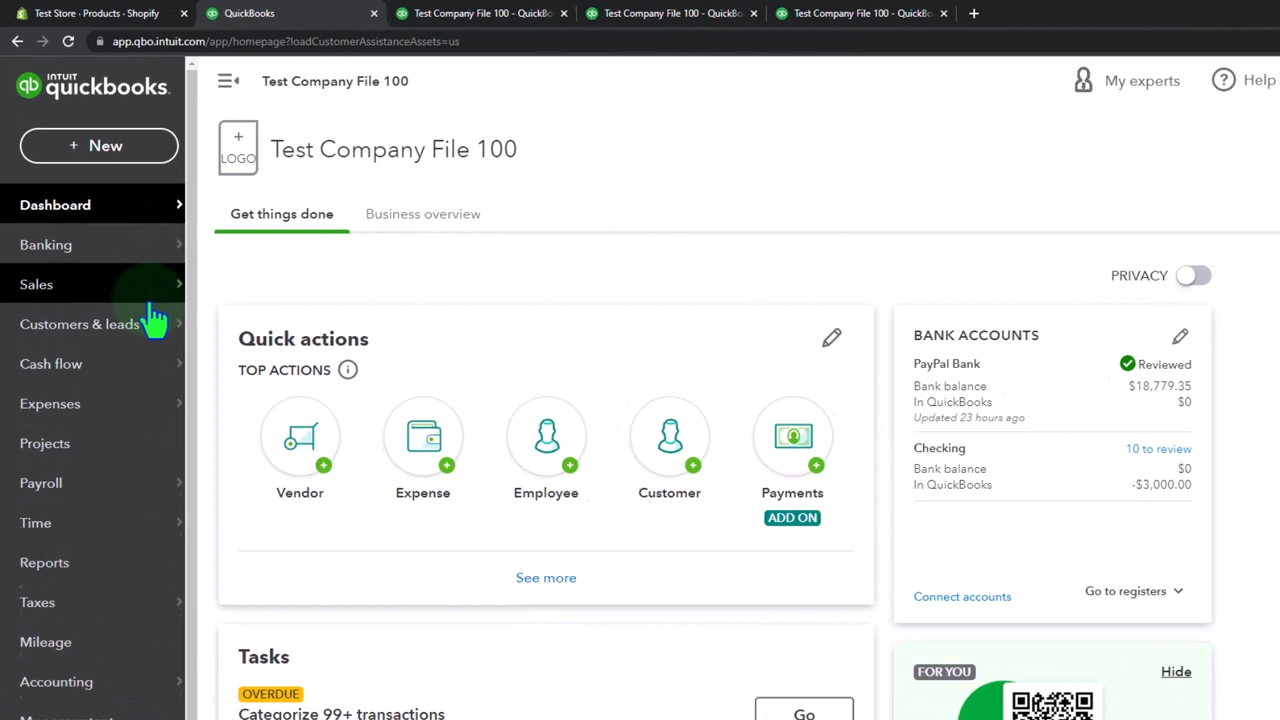 Test Store · Products · Shopify
QuickBooks
Test Company File 100 - QuickBo
Test Company File 100 - QuickBo
Test Company File 100 - QuickBo
app.qbo.intuit.com/app/homepage?loadCustomerAssistanceAssets=us
INTUIT
quickbooks.
+ New
Dashboard
Banking
Sales
Customers & leads
Cash flow
Expenses
Projects
Payroll
Time
Reports
Taxes
Mileage
Accounting
Test Company File 100
My experts
Help
+
LOGO
Test Company File 100
Get things done
Business overview
PRIVACY
Quick actions
TOP ACTIONS
Vendor
Expense
Employee
Customer
Payments
ADD ON
See more
Tasks
OVERDUE
Categorize 99+ transactions
Go
BANK ACCOUNTS
PayPal Bank
Reviewed
Bank balance $18,779.35
In QuickBooks $0
Updated 23 hours ago
Checking 10 to review
Bank balance $0
In QuickBooks -$3,000.00
Connect accounts
Go to registers
FOR YOU
Hide